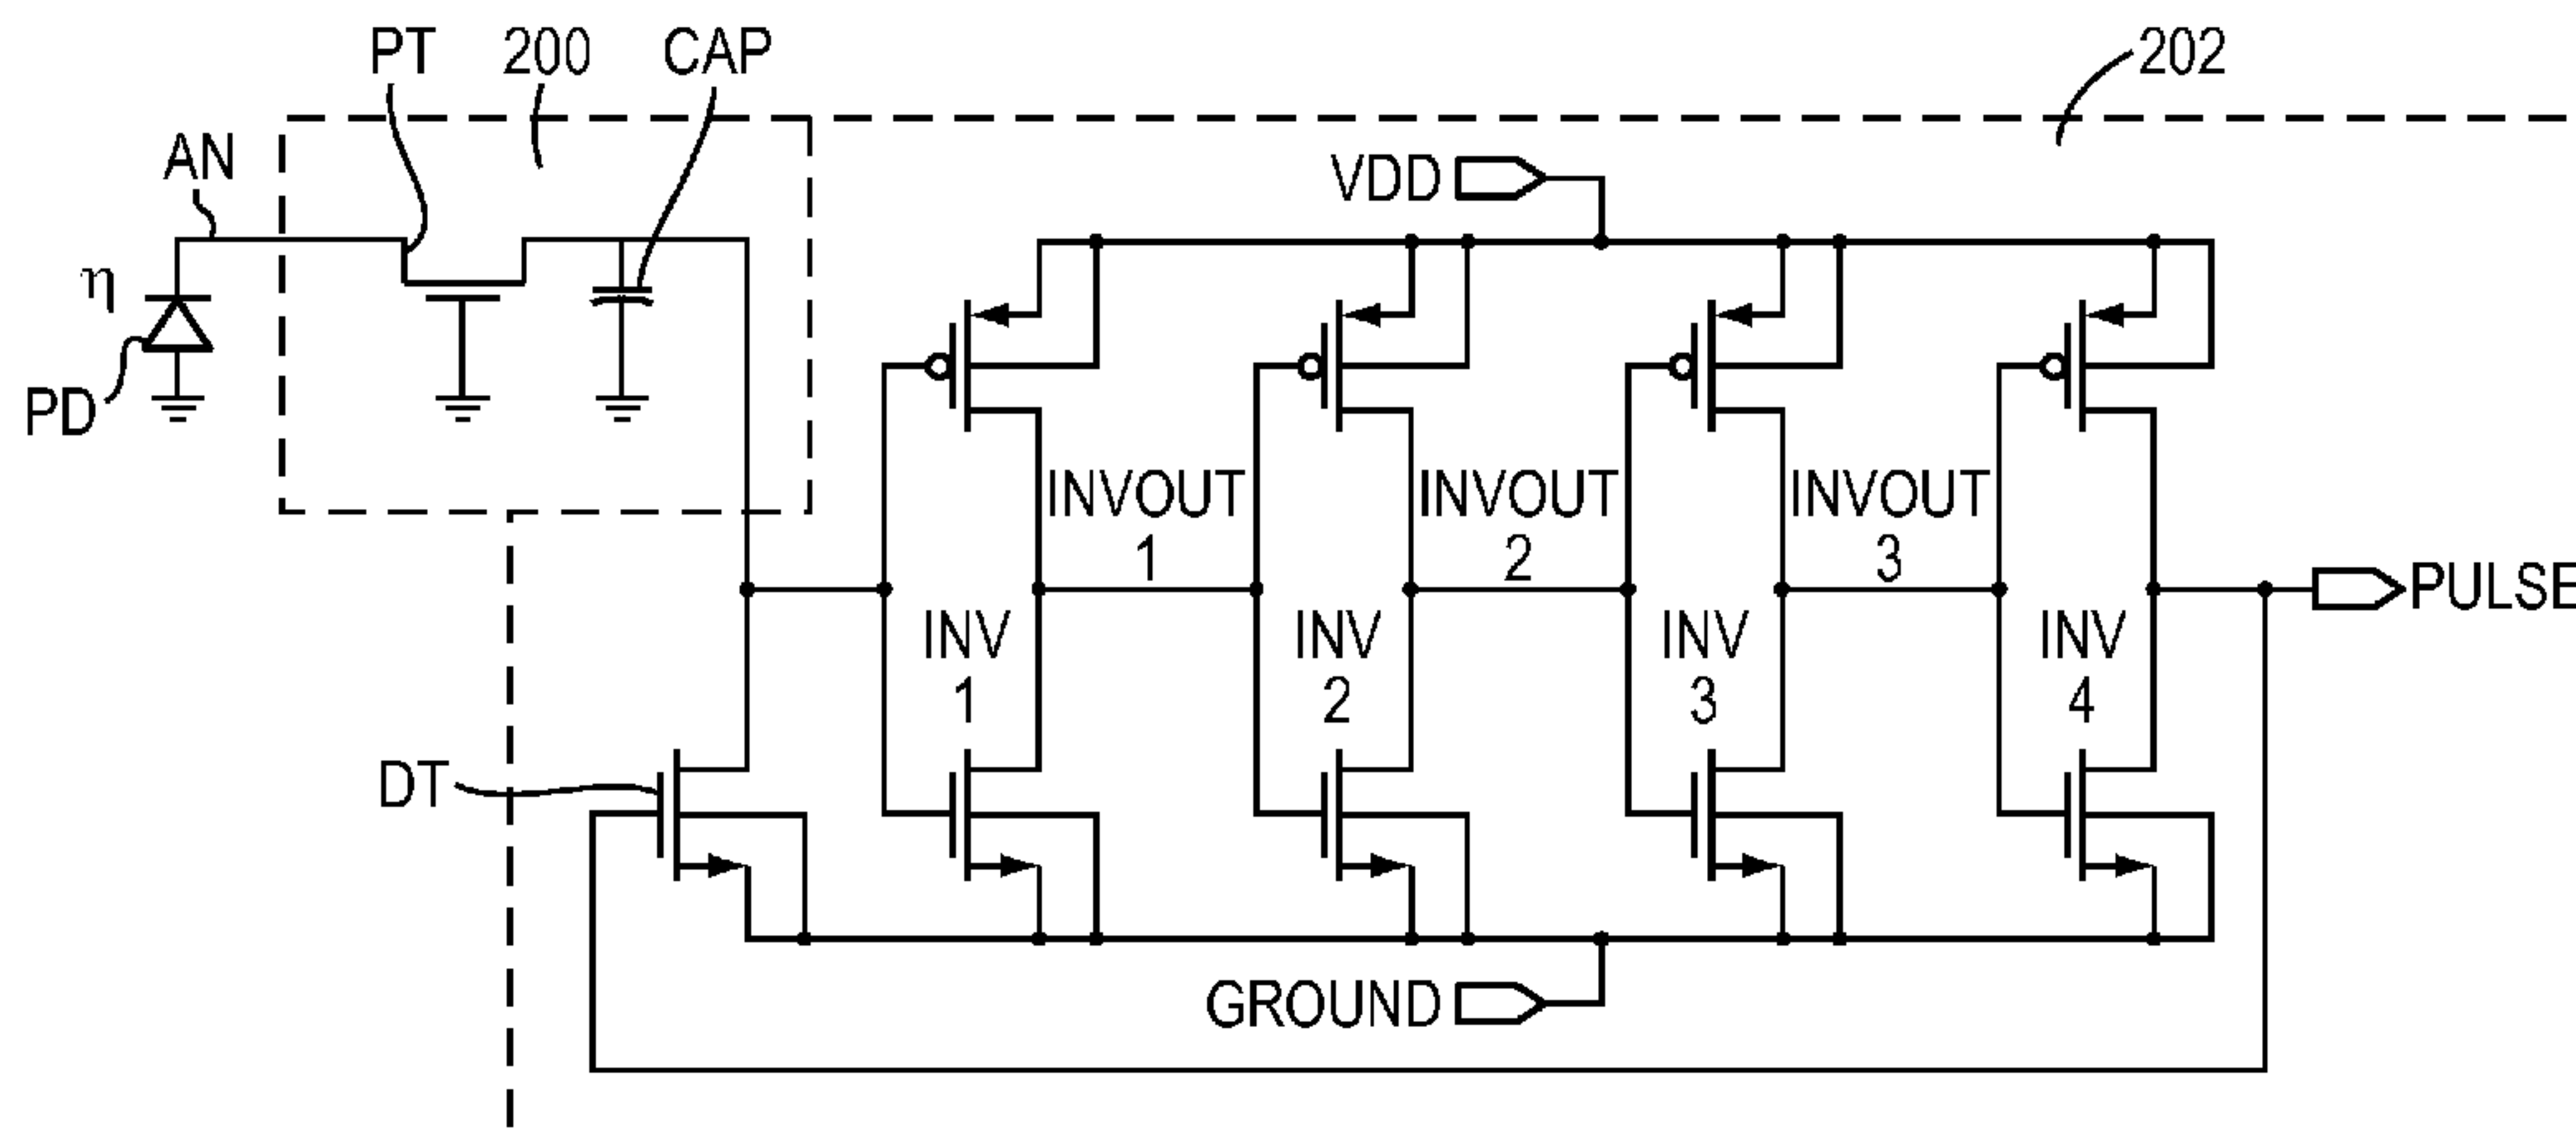 PT 200 CAP 202
AN
VDD
η
PD
INVOUT INVOUT INVOUT
1 2 3
PULSE
INV INV INV INV
1 2 3 4
DT
GROUND